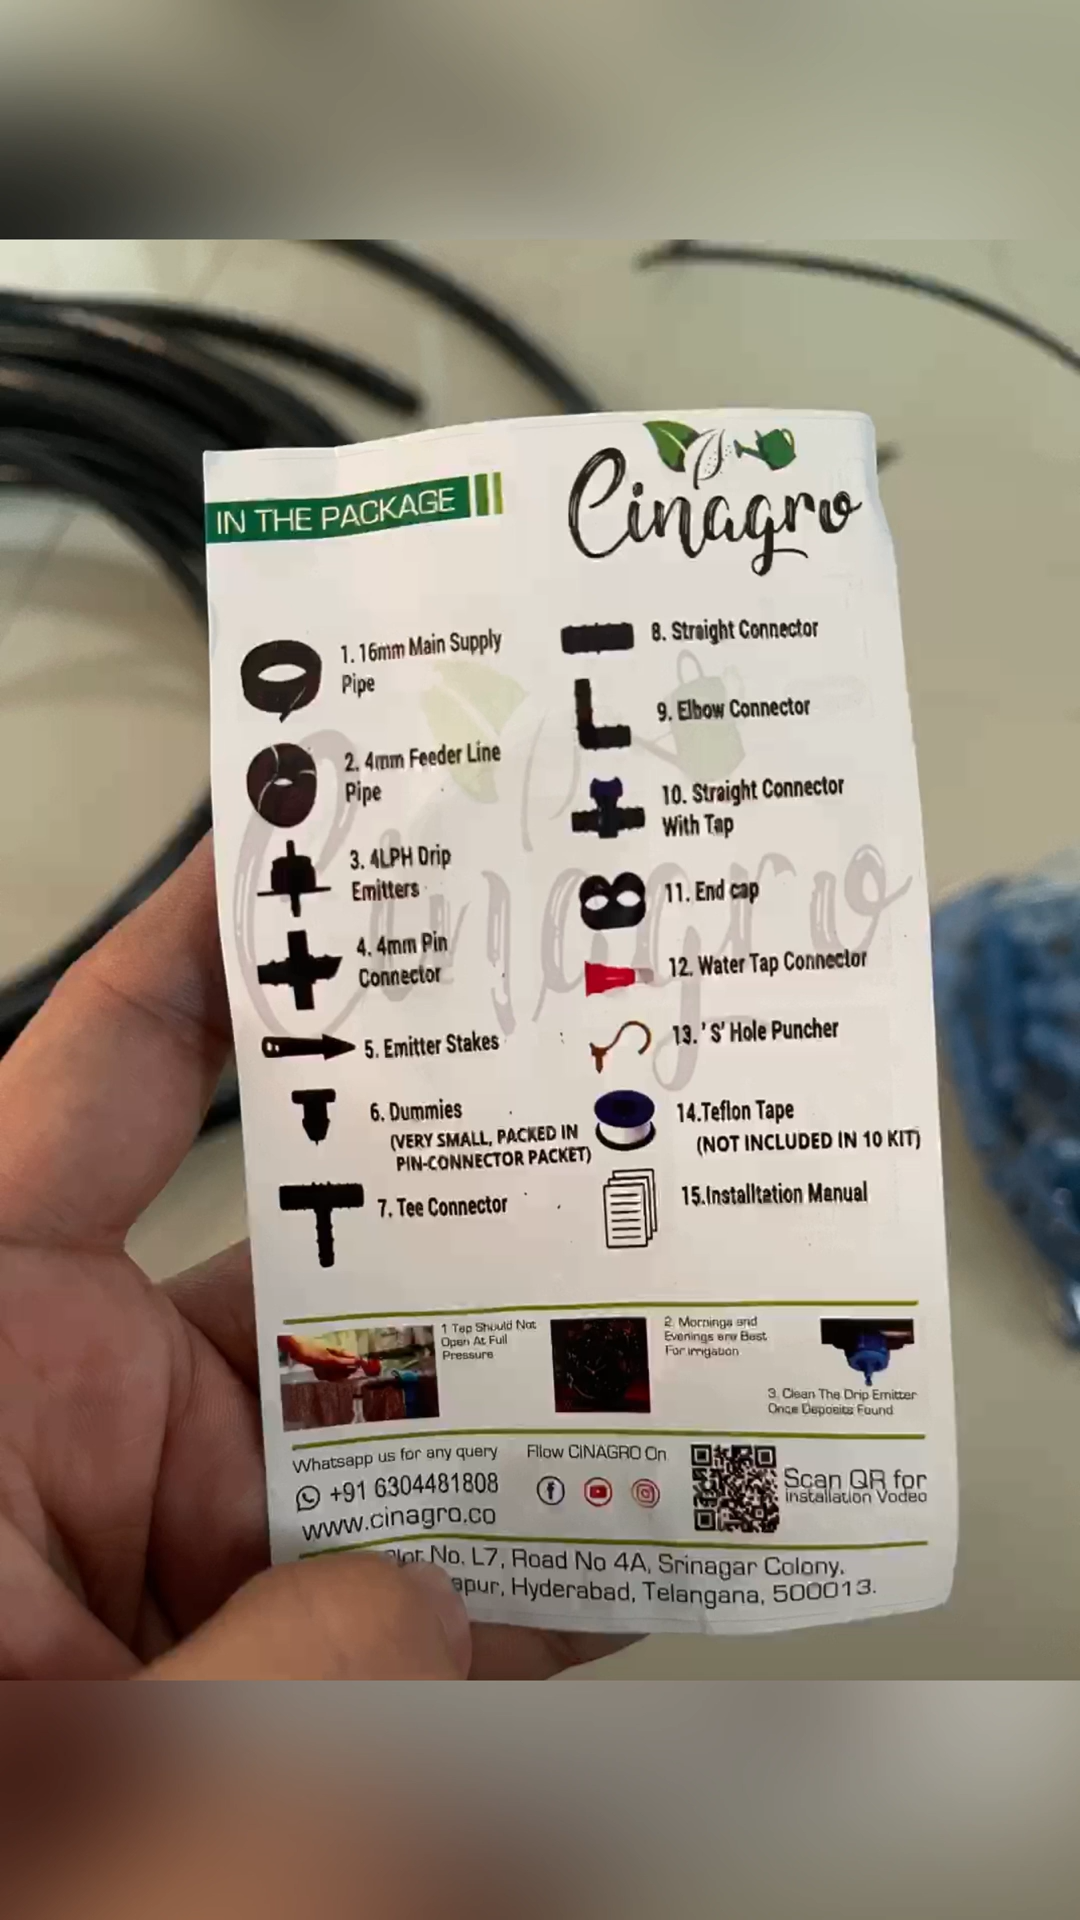 IN THE PACKAGE
Cinagro
1. 16mm Main Supply
Pipe
2. 4mm Feeder Line
Pipe
3. 4LPH Drip
Emitters
4. 4mm Pin
Connector
5. Emitter Stakes
6. Dummies
(VERY SMALL, PACKED IN
PIN-CONNECTOR PACKET)
7. Tee Connector
8. Straight Connector
9. Elbow Connector
10. Straight Connector
With Tap
11. End cap
12. Water Tap Connector
13. 'S' Hole Puncher
14.Teflon Tape
(NOT INCLUDED IN 10 KIT)
15.Installtation Manual
Cinagro
1 Tap Should Not
Open At Full
Pressure
2. Mornings and
Evenings are Best
For irrigation
3. Clean The Drip Emitter
Once Deposits Found
Whatsapp us for any query
+91 6304481808
www.cinagro.co
Fllow CINAGRO On
Scan QR for
installation Vodeo
No. L7, Road No 4A, Srinagar Colony,
Hyderabad, Telangana, 500013.